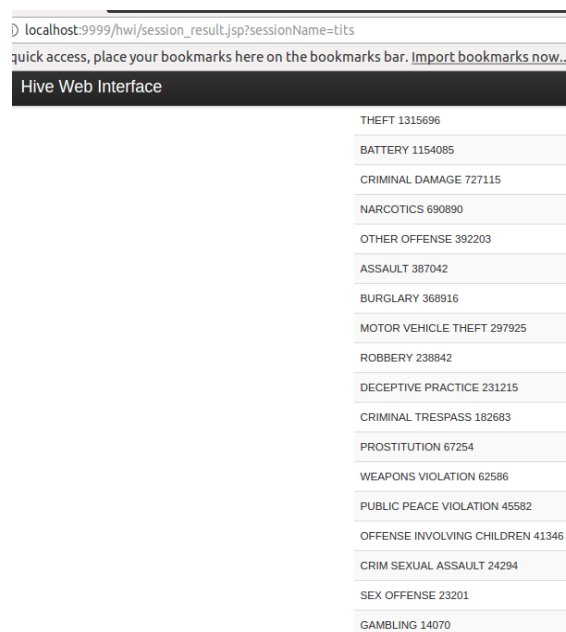 localhost:9999/hwi/session_result.jsp?sessionName=tits
quick access, place your bookmarks here on the bookmarks bar. Import bookmarks now..
Hive Web Interface
THEFT 1315696
BATTERY 1154085
CRIMINAL DAMAGE 727115
NARCOTICS 690890
OTHER OFFENSE 392203
ASSAULT 387042
BURGLARY 368916
MOTOR VEHICLE THEFT 297925
ROBBERY 238842
DECEPTIVE PRACTICE 231215
CRIMINAL TRESPASS 182683
PROSTITUTION 67254
WEAPONS VIOLATION 62586
PUBLIC PEACE VIOLATION 45582
OFFENSE INVOLVING CHILDREN 41346
CRIM SEXUAL ASSAULT 24294
SEX OFFENSE 23201
GAMBLING 14070